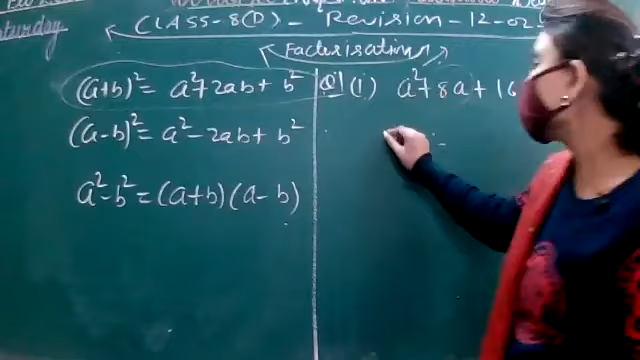 Saturday
CLASS-8(D) - Revision - 12-02
Factorisation
(a+b)² = a²+2ab+b²
(a-b)² = a²-2ab+b²
a²-b² = (a+b)(a-b)
Q1 (i) a²+8a+16
:-